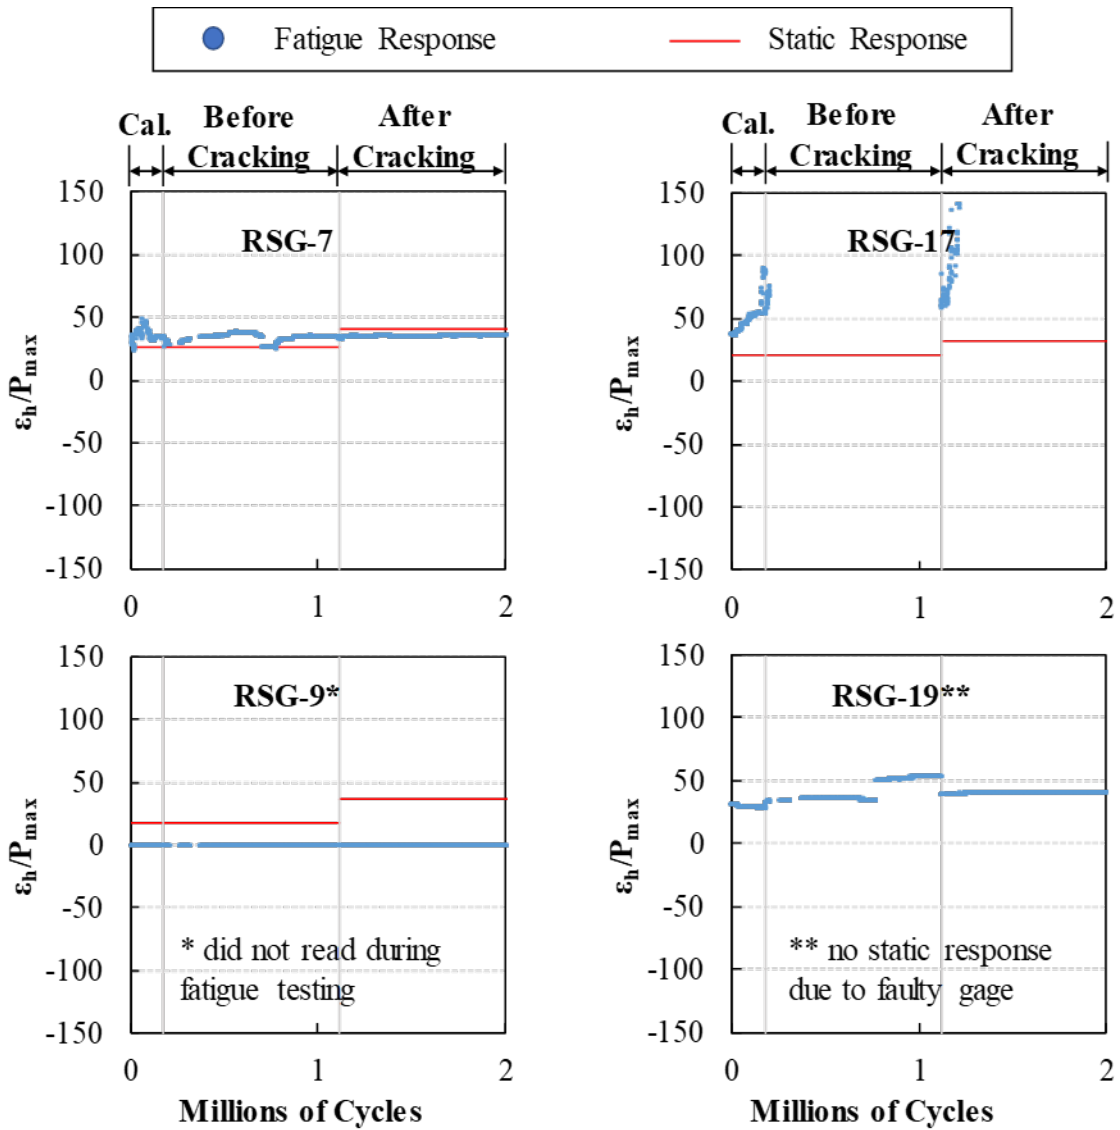 Fatigue Response
Static Response
Cal.
Before
Cracking
After
Cracking
150
100
50
0
-50
-100
-150
εh/Pmax
RSG-7
0
1
2
Cal.
Before
Cracking
After
Cracking
150
100
50
0
-50
-100
-150
εh/Pmax
RSG-17
0
1
2
150
100
50
0
-50
-100
-150
εh/Pmax
RSG-9*
* did not read during
fatigue testing
0
1
2
Millions of Cycles
150
100
50
0
-50
-100
-150
εh/Pmax
RSG-19**
** no static response
due to faulty gage
0
1
2
Millions of Cycles